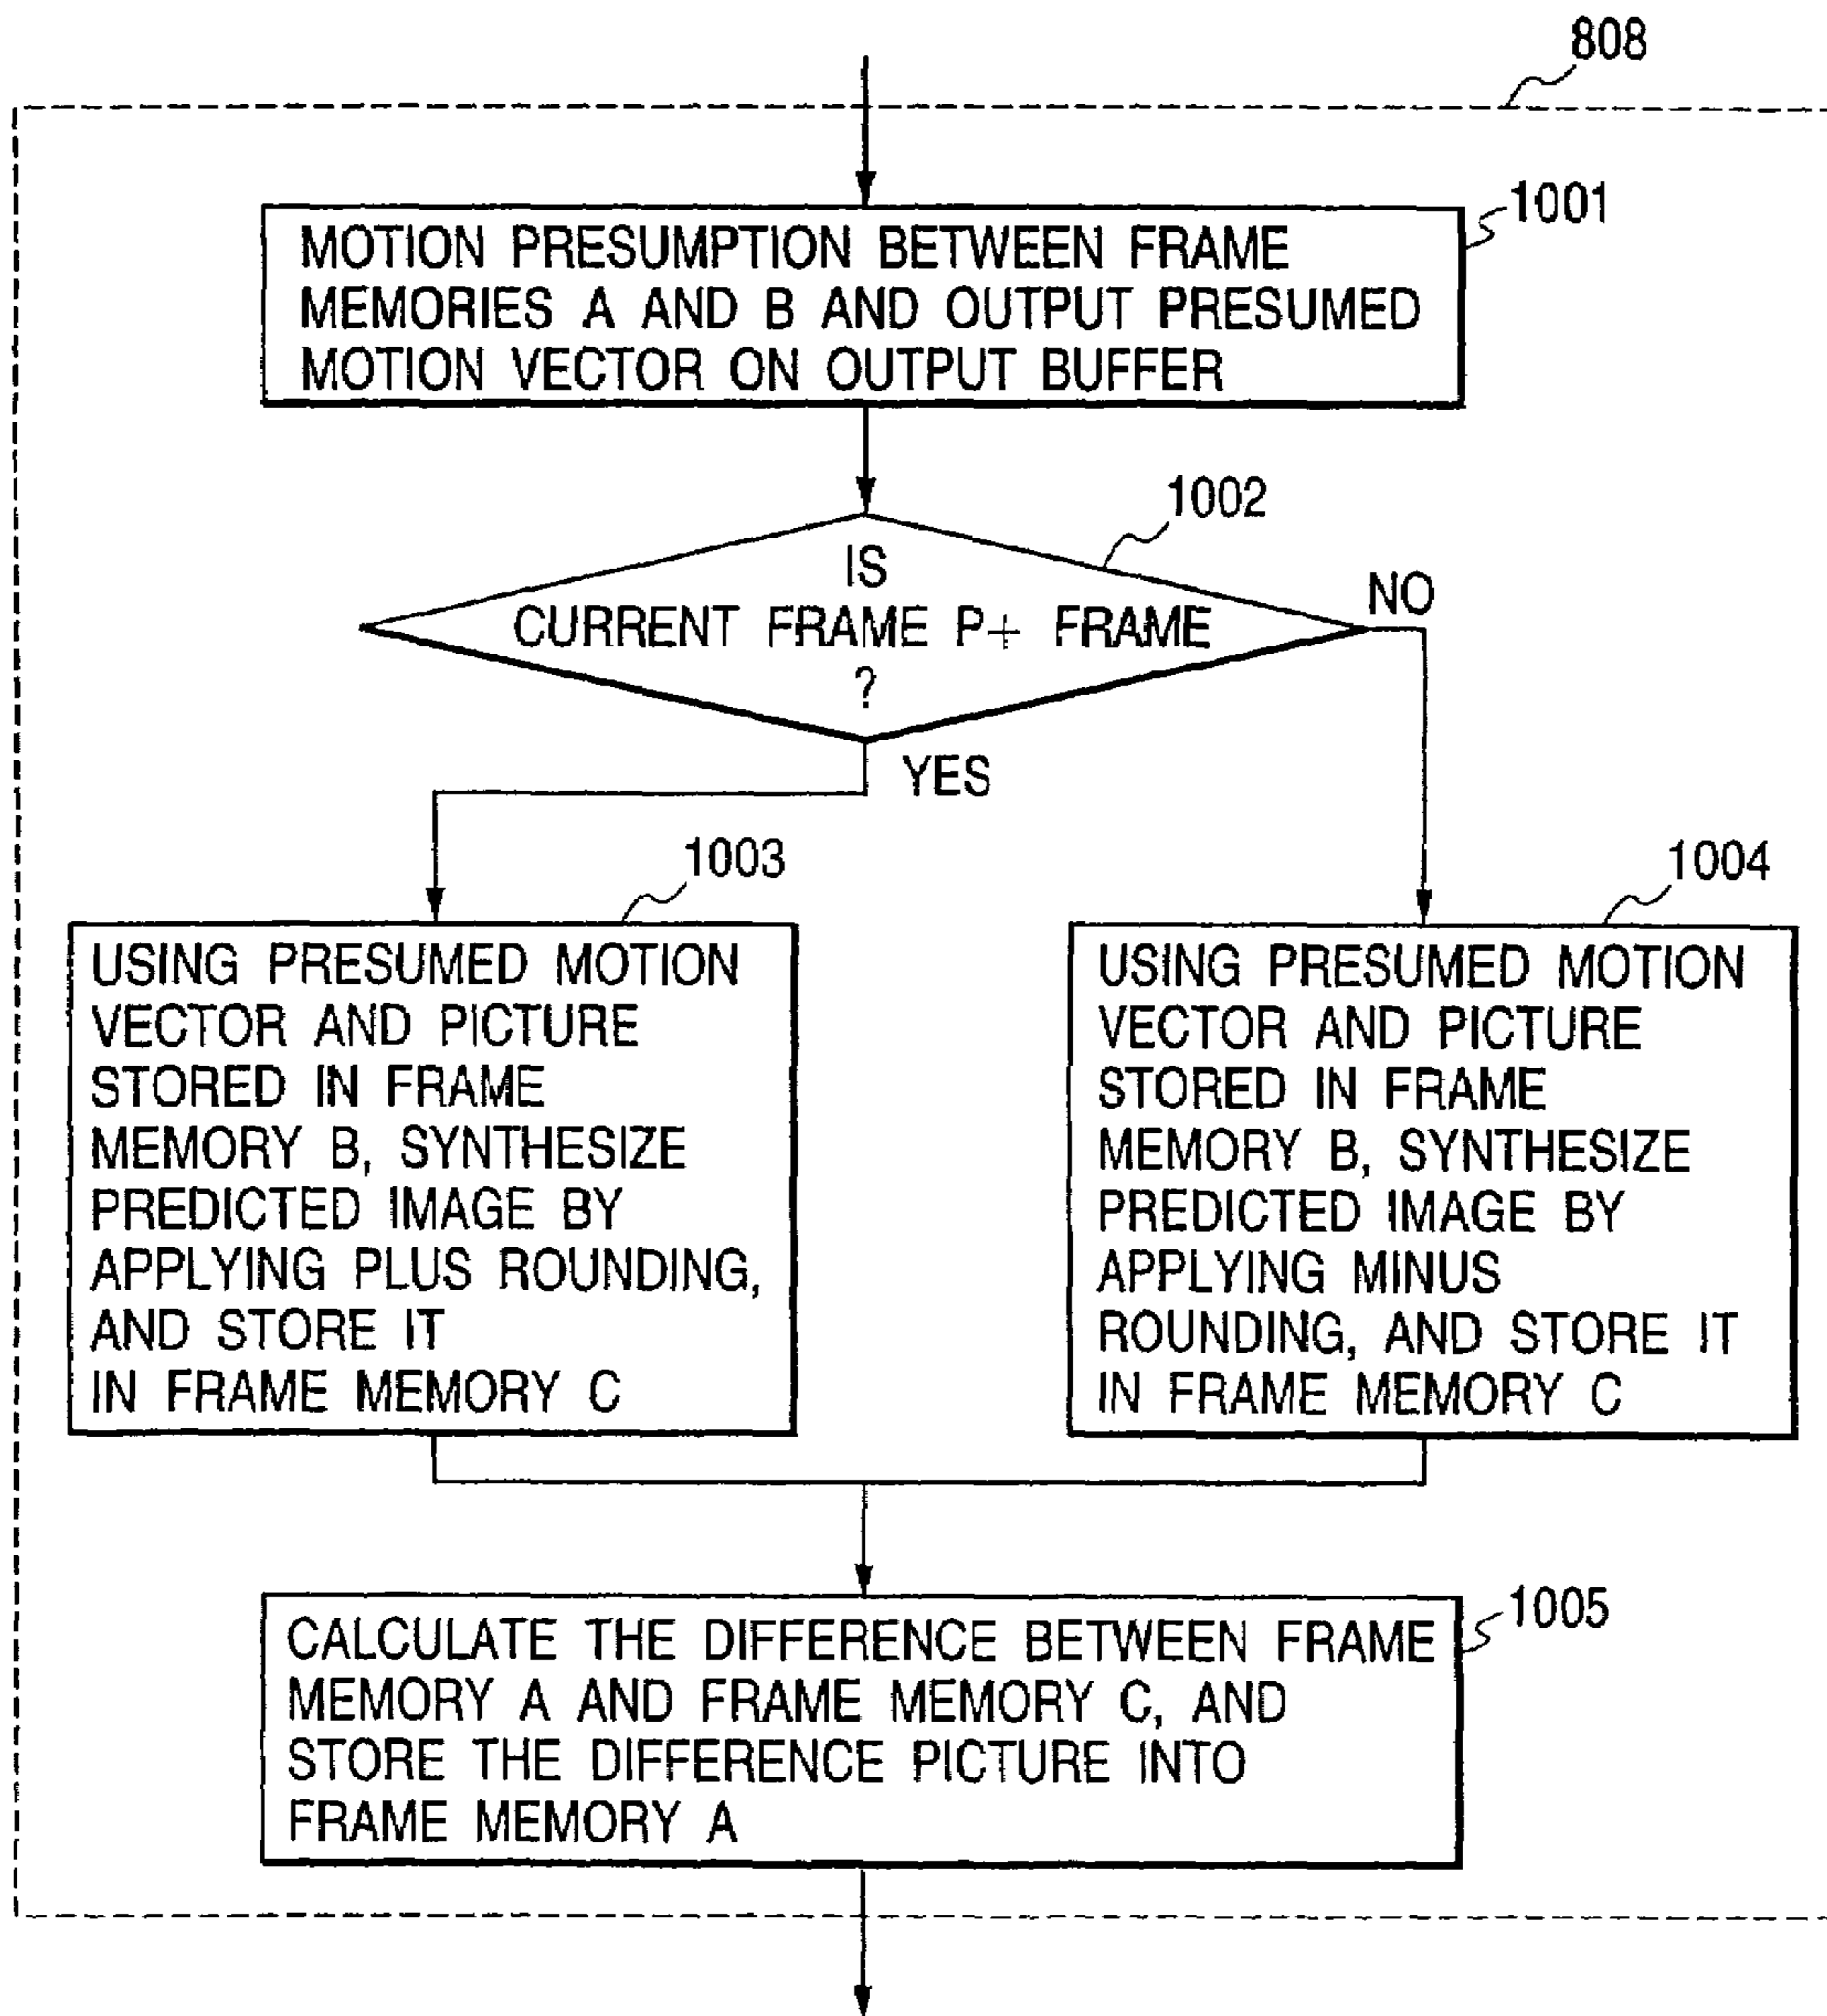 808
1001
MOTION PRESUMPTION BETWEEN FRAME
MEMORIES A AND B AND OUTPUT PRESUMED
MOTION VECTOR ON OUTPUT BUFFER
1002
IS
CURRENT FRAME P+ FRAME
?
NO
YES
1003
USING PRESUMED MOTION
VECTOR AND PICTURE
STORED IN FRAME
MEMORY B, SYNTHESIZE
PREDICTED IMAGE BY
APPLYING PLUS ROUNDING,
AND STORE IT
IN FRAME MEMORY C
1004
USING PRESUMED MOTION
VECTOR AND PICTURE
STORED IN FRAME
MEMORY B, SYNTHESIZE
PREDICTED IMAGE BY
APPLYING MINUS
ROUNDING, AND STORE IT
IN FRAME MEMORY C
1005
CALCULATE THE DIFFERENCE BETWEEN FRAME
MEMORY A AND FRAME MEMORY C, AND
STORE THE DIFFERENCE PICTURE INTO
FRAME MEMORY A